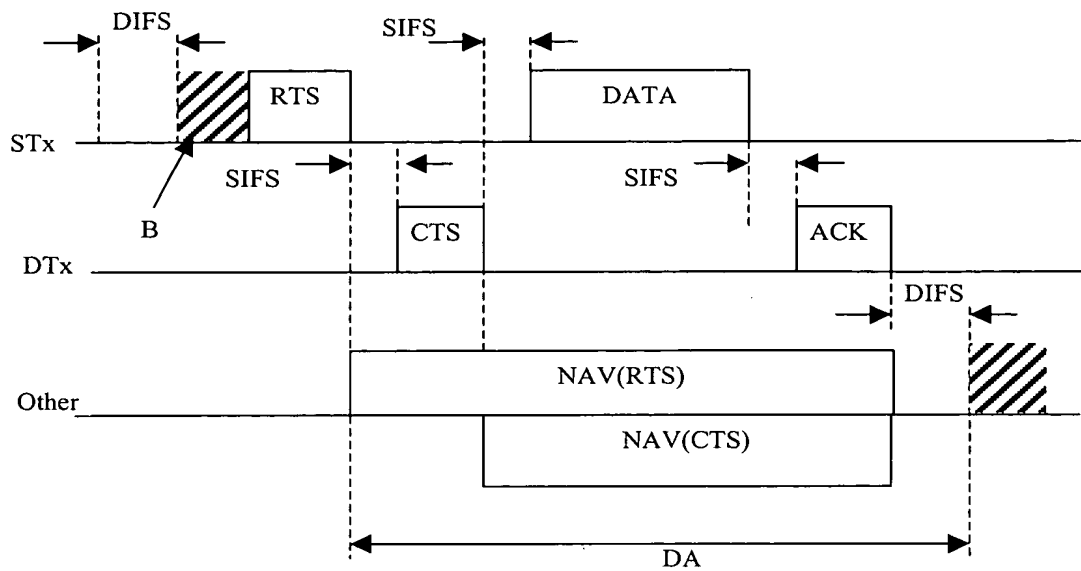 DIFS
SIFS
RTS
DATA
STx
SIFS
SIFS
B
CTS
ACK
DTx
DIFS
NAV(RTS)
Other
NAV(CTS)
DA